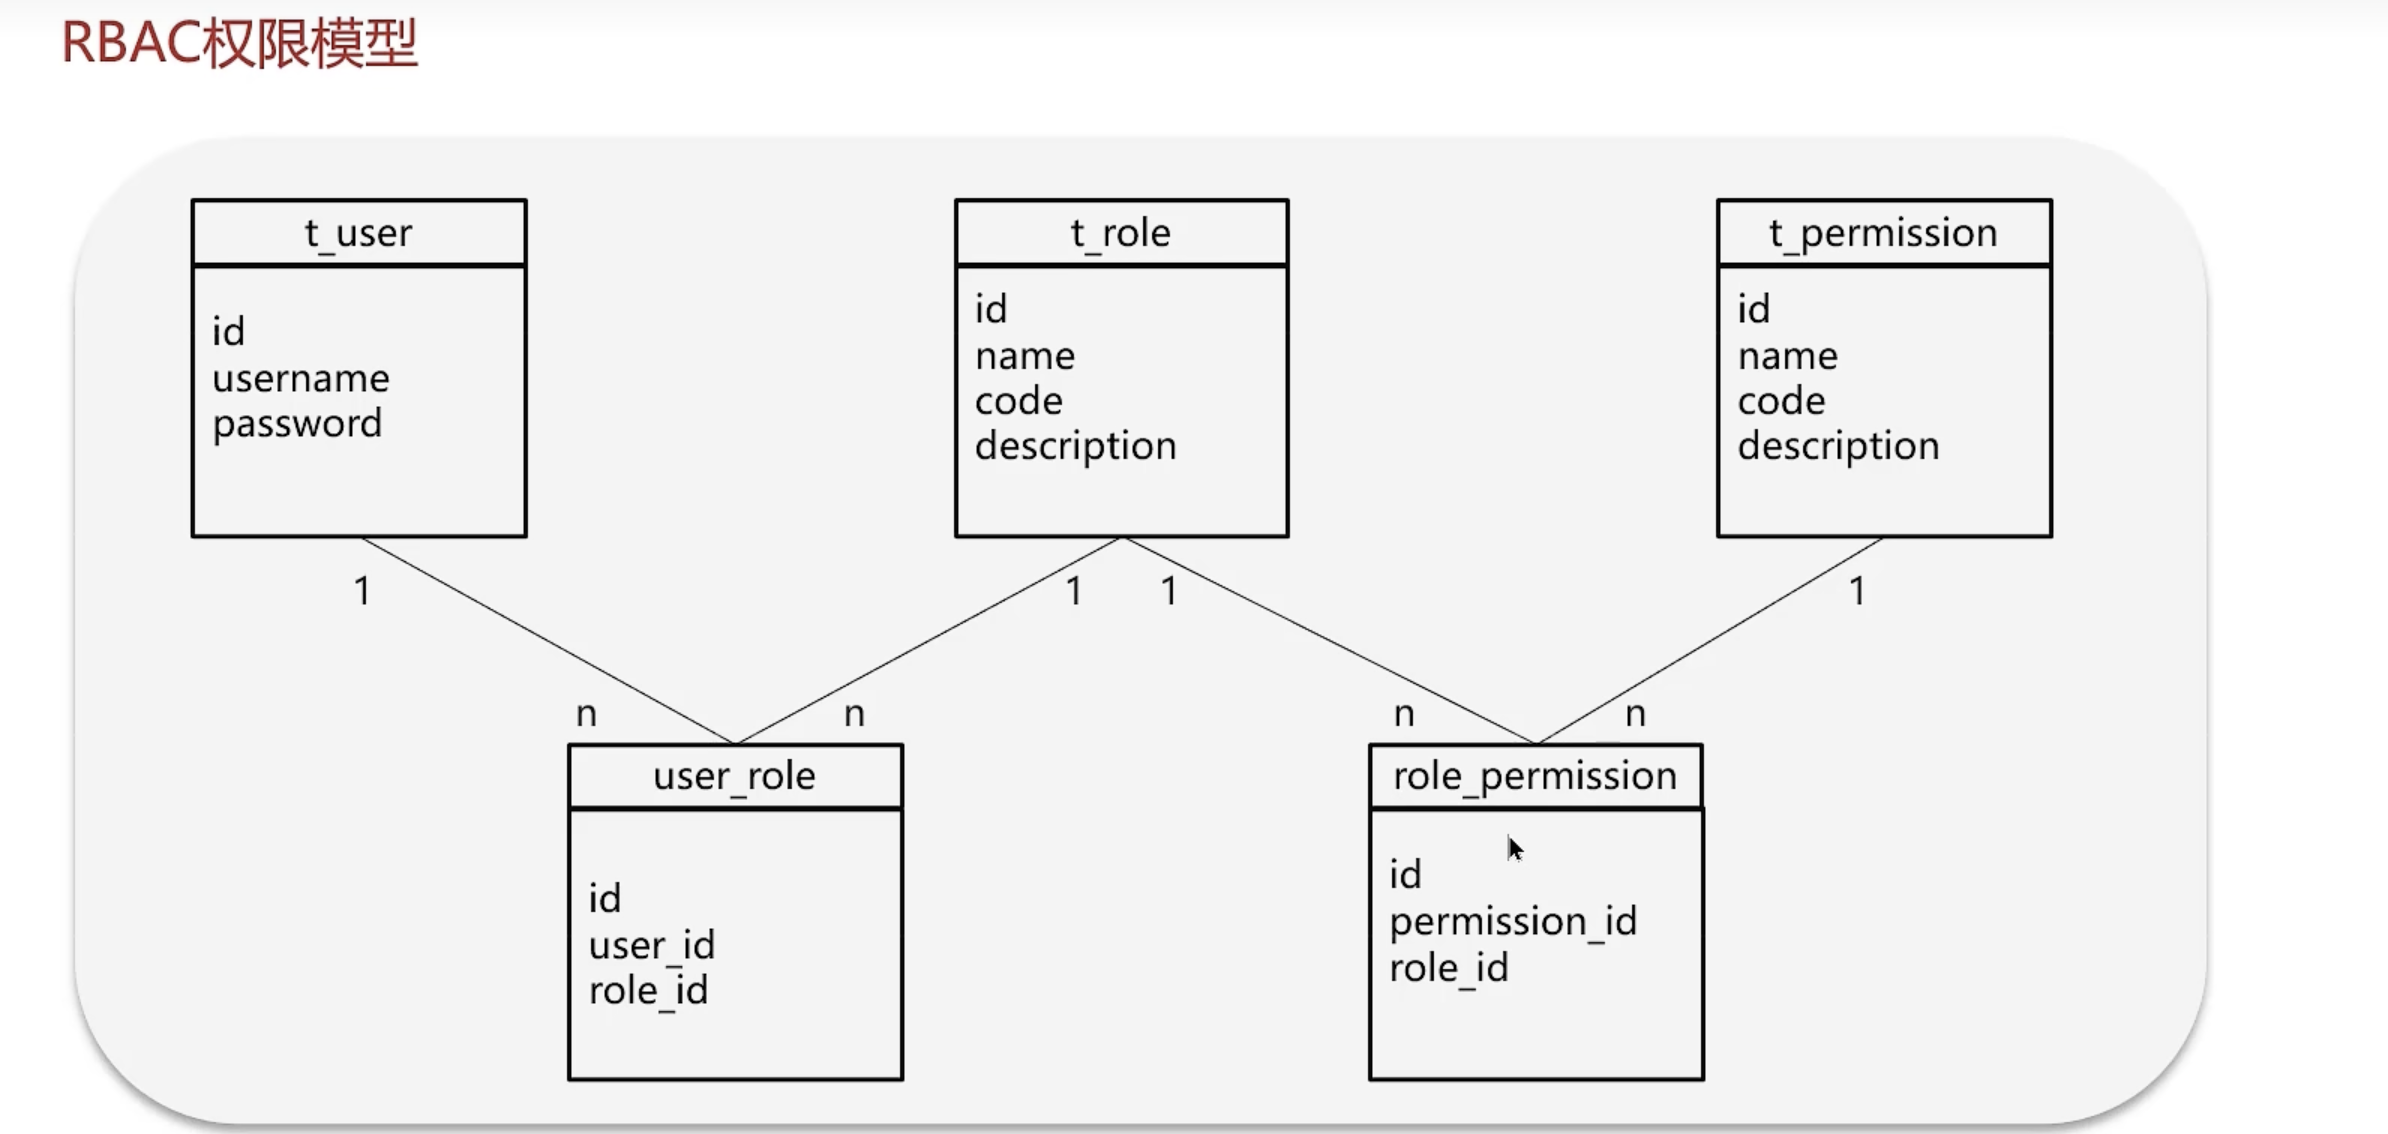 RBAC权限模型
t_user
id
username
password
t_role
id
name
code
description
t_permission
id
name
code
description
1
1
1
1
n
n
n
n
user_role
id
user_id
role_id
role_permission
id
permission_id
role_id